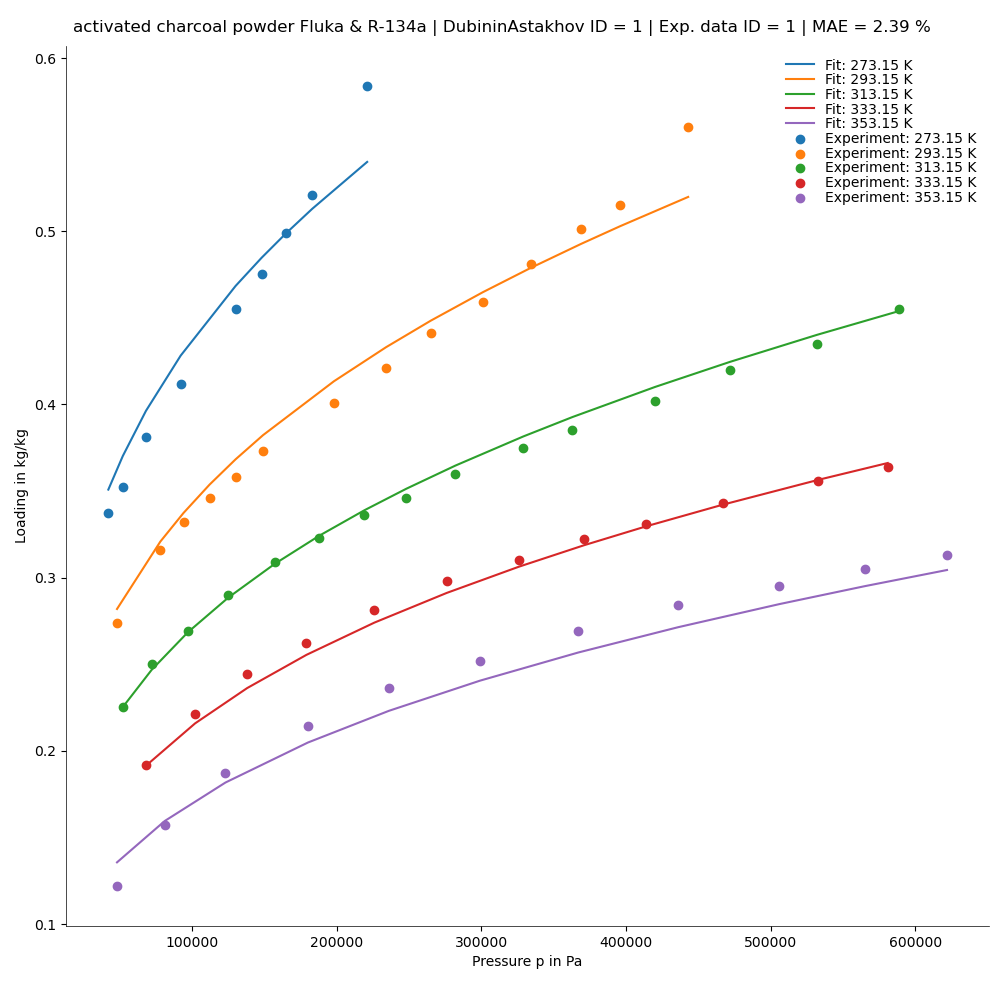 activated charcoal powder Fluka & R-134a | DubininAstakhov ID = 1 | Exp. data ID = 1 | MAE = 2.39 %
Fit: 273.15 K
Fit: 293.15 K
Fit: 313.15 K
Fit: 333.15 K
Fit: 353.15 K
Experiment: 273.15 K
Experiment: 293.15 K
Experiment: 313.15 K
Experiment: 333.15 K
Experiment: 353.15 K
Loading in kg/kg
0.6
0.5
0.4
0.3
0.2
0.1
100000 200000 300000 400000 500000 600000
Pressure p in Pa